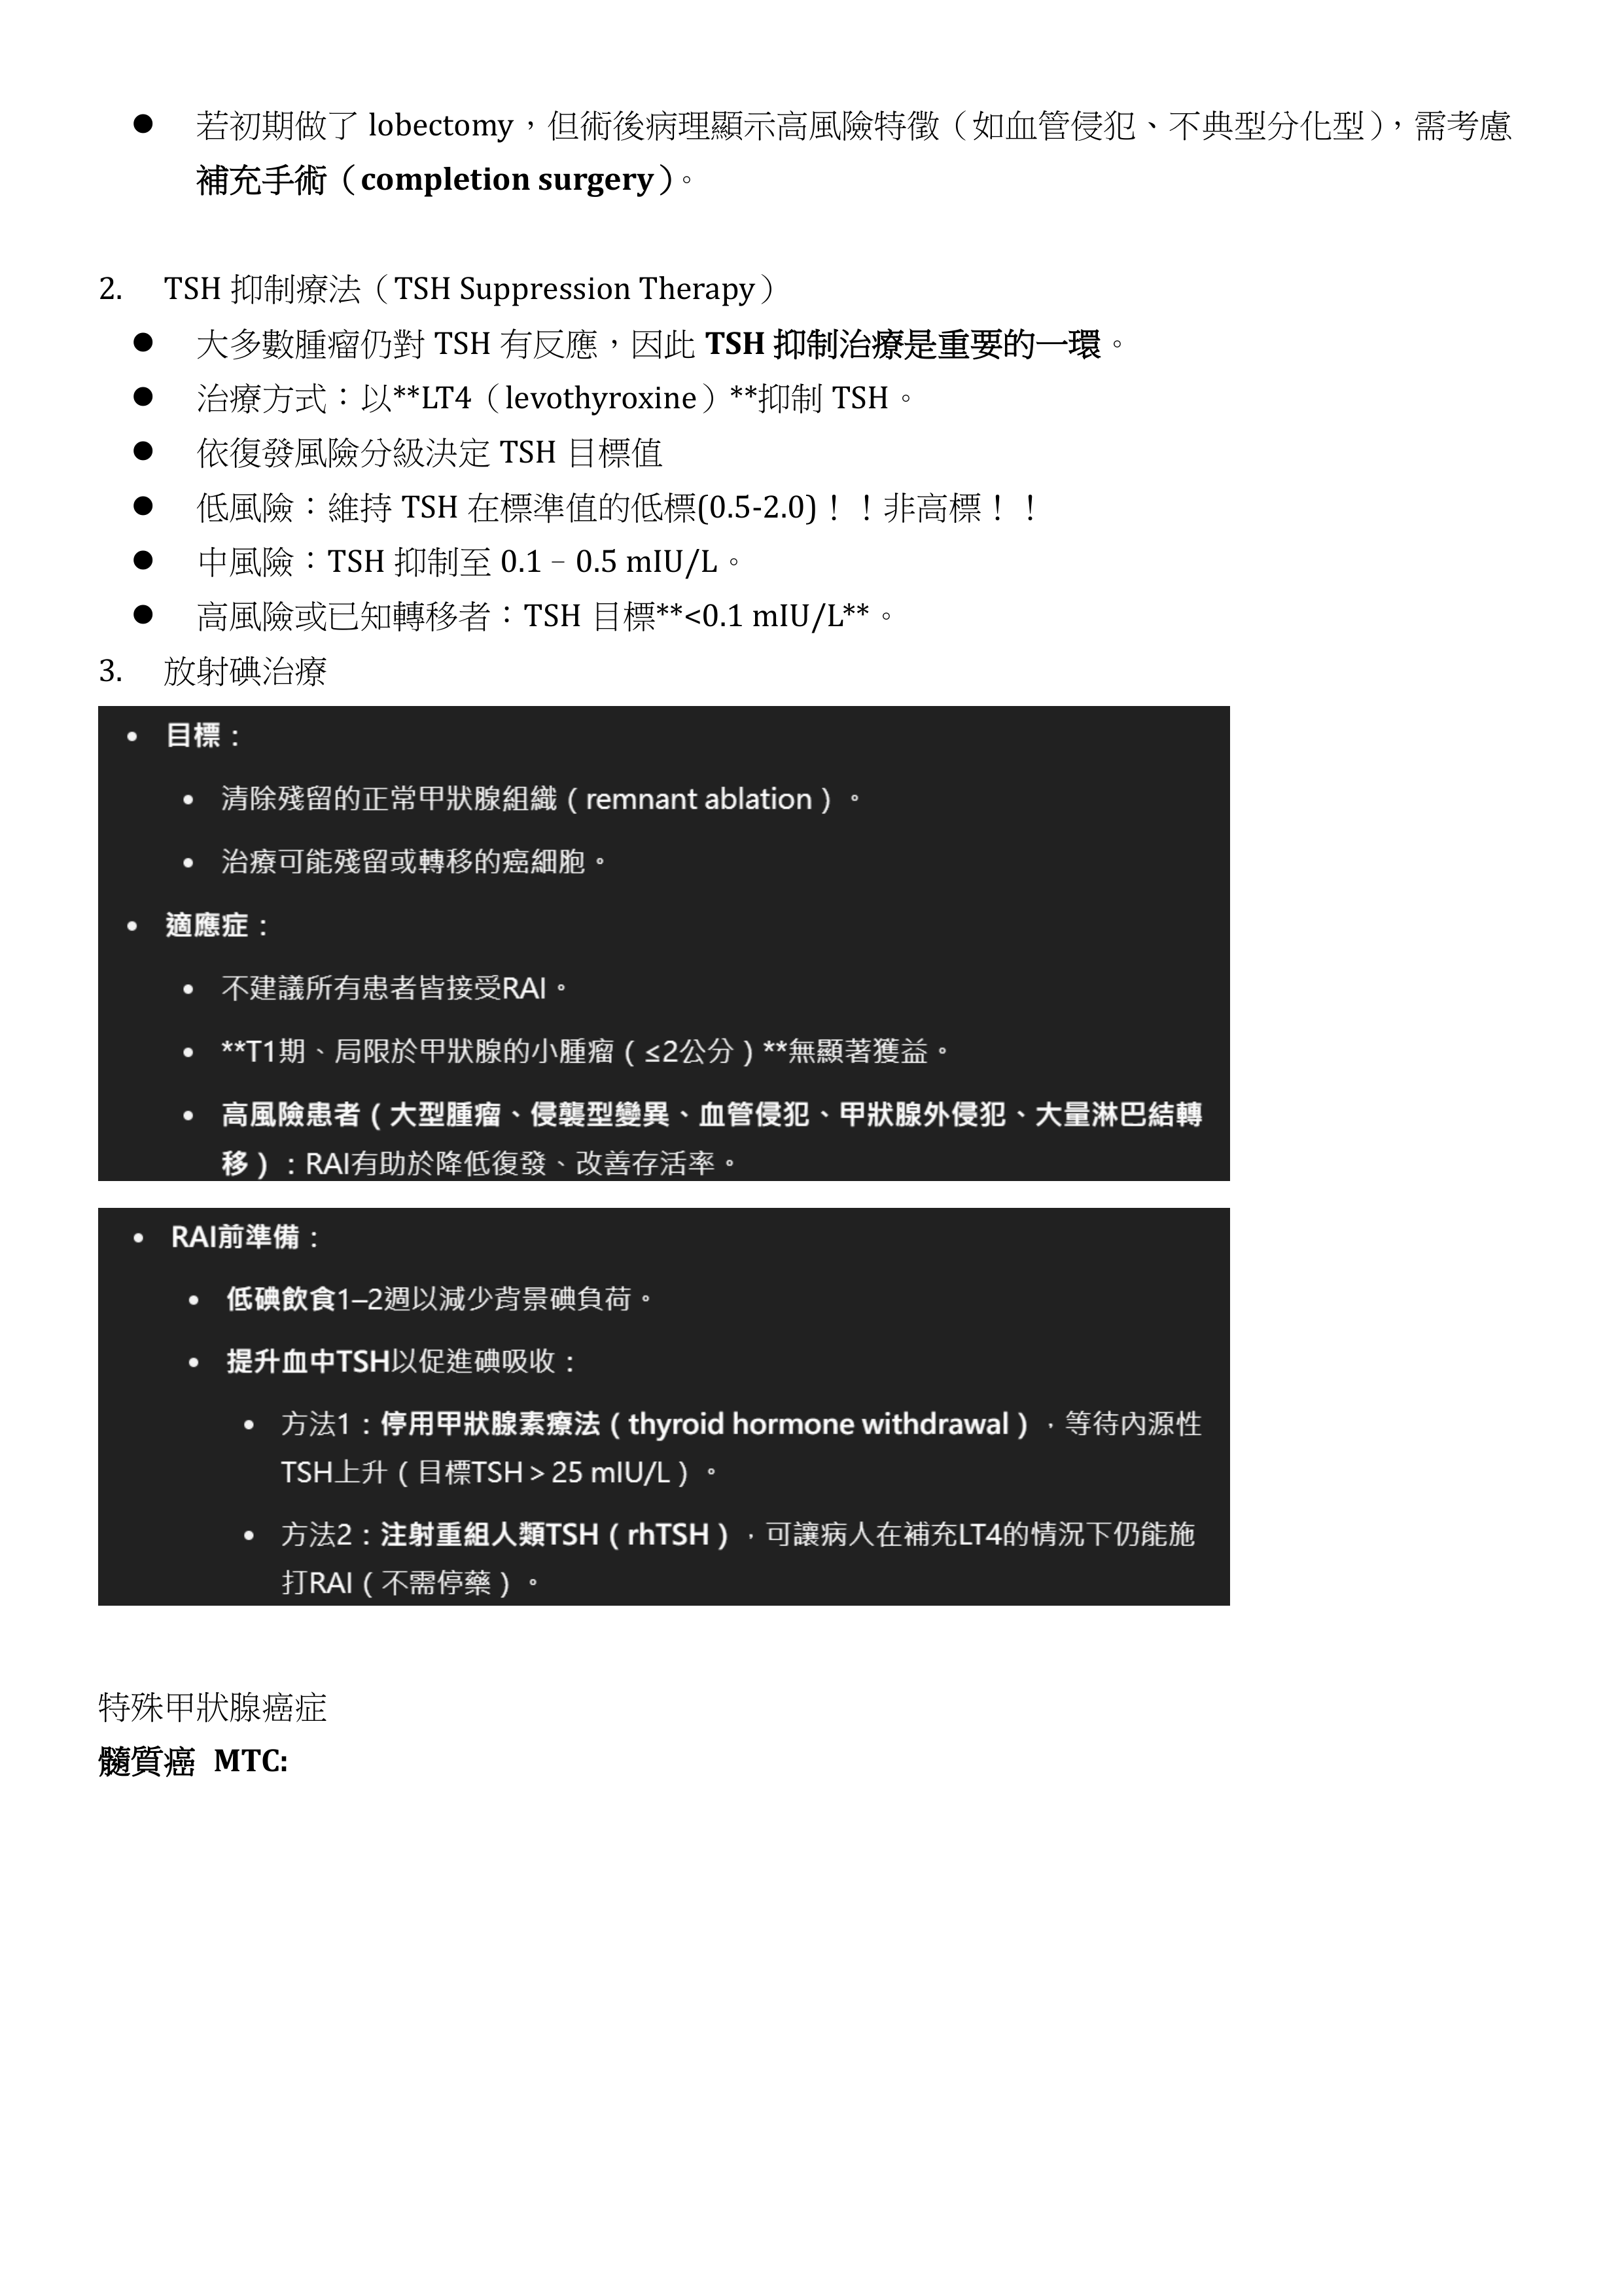 ● 若初期做了 lobectomy，但術後病理顯示高風險特徵（如血管侵犯、不典型分化型），需考慮
補充手術（completion surgery）。
2. TSH 抑制療法（TSH Suppression Therapy）
● 大多數腫瘤仍對 TSH 有反應，因此 TSH 抑制治療是重要的一環。
● 治療方式：以**LT4（levothyroxine）**抑制 TSH。
● 依復發風險分級決定 TSH 目標值
● 低風險：維持 TSH 在標準值的低標(0.5-2.0)！！非高標！！
● 中風險：TSH 抑制至 0.1–0.5 mIU/L。
● 高風險或已知轉移者：TSH 目標**<0.1 mIU/L**。
3. 放射碘治療
• 目標：
• 清除殘留的正常甲狀腺組織（remnant ablation）。
• 治療可能殘留或轉移的癌細胞。
• 適應症：
• 不建議所有患者皆接受RAI。
• **T1期、局限於甲狀腺的小腫瘤（≤2公分）**無顯著獲益。
• 高風險患者（大型腫瘤、侵襲型變異、血管侵犯、甲狀腺外侵犯、大量淋巴結轉
移）：RAI有助於降低復發、改善存活率。
• RAI前準備：
• 低碘飲食1–2週以減少背景碘負荷。
• 提升血中TSH以促進碘吸收：
• 方法1：停用甲狀腺素療法（thyroid hormone withdrawal），等待內源性
TSH上升（目標TSH > 25 mIU/L）。
• 方法2：注射重組人類TSH（rhTSH），可讓病人在補充LT4的情況下仍能施
打RAI（不需停藥）。
特殊甲狀腺癌症
髓質癌 MTC: